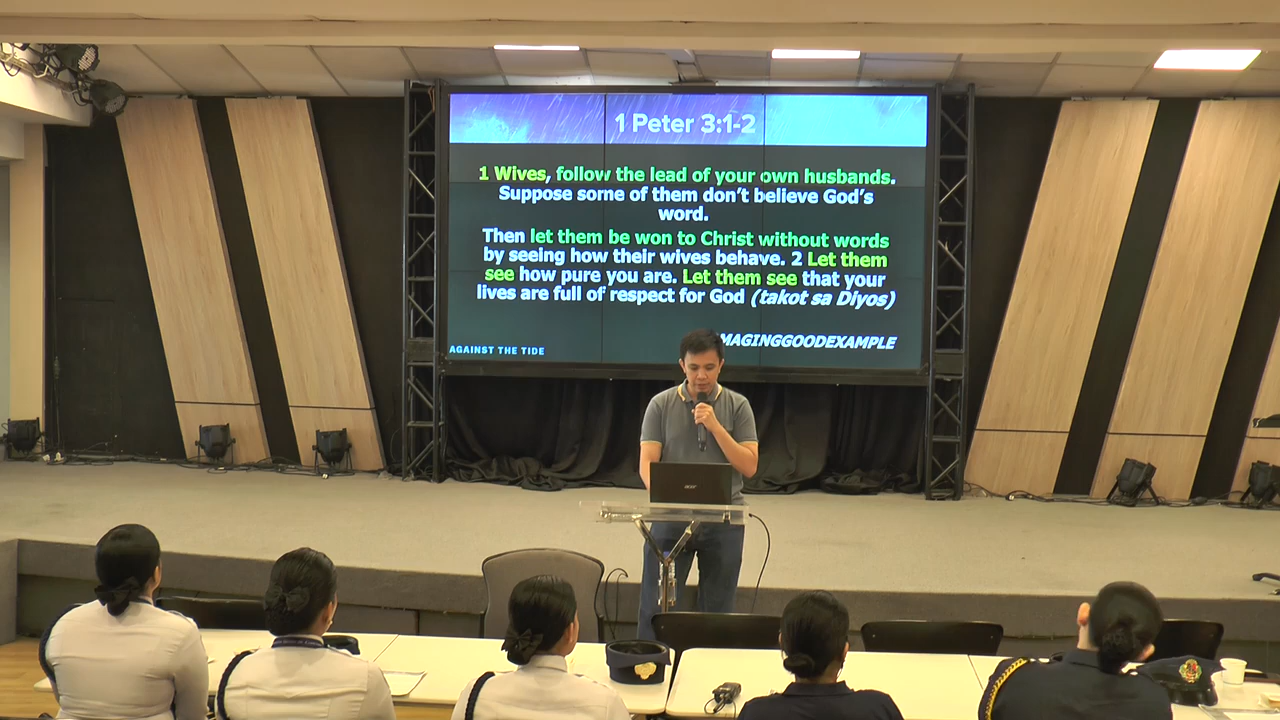 1 Peter 3:1-2
1 Wives, follow the lead of your own husbands.
Suppose some of them don't believe God's
word.
Then let them be won to Christ without words
by seeing how their wives behave. 2 Let them
see how pure you are. Let them see that your
lives are full of respect for God (takot sa Diyos)
MAGINGGOODEXAMPLE
AGAINST THE TIDE
acer